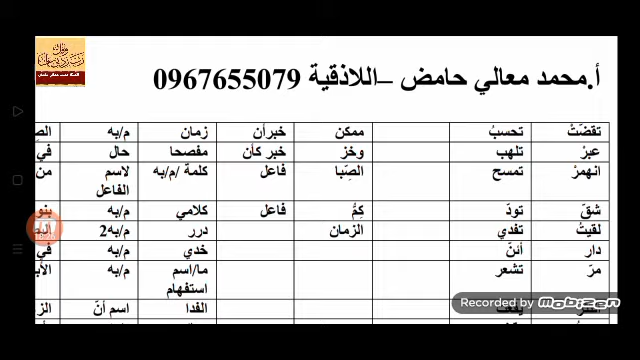 أ.محمد معالي حامض –اللاذقية 0967655079
تقضّتْ تحسبُ ممكن خبرأن زمان م/به
عبرْ تلهب وخز خبر كأن مفصحا حال في
انهمرْ تمسح الصِّبا فاعل كلمة /م/به لاسم الفاعل من
شقّ تودّ كِمُّ فاعل كلامي م/به
لقيتُ تفدي الزمان درر م/به2
دار أننّ خدي م/به في
مرّ تشعر ما/اسم استفهام م/به
الفدا اسم أنّ
Recorded by Mobizen